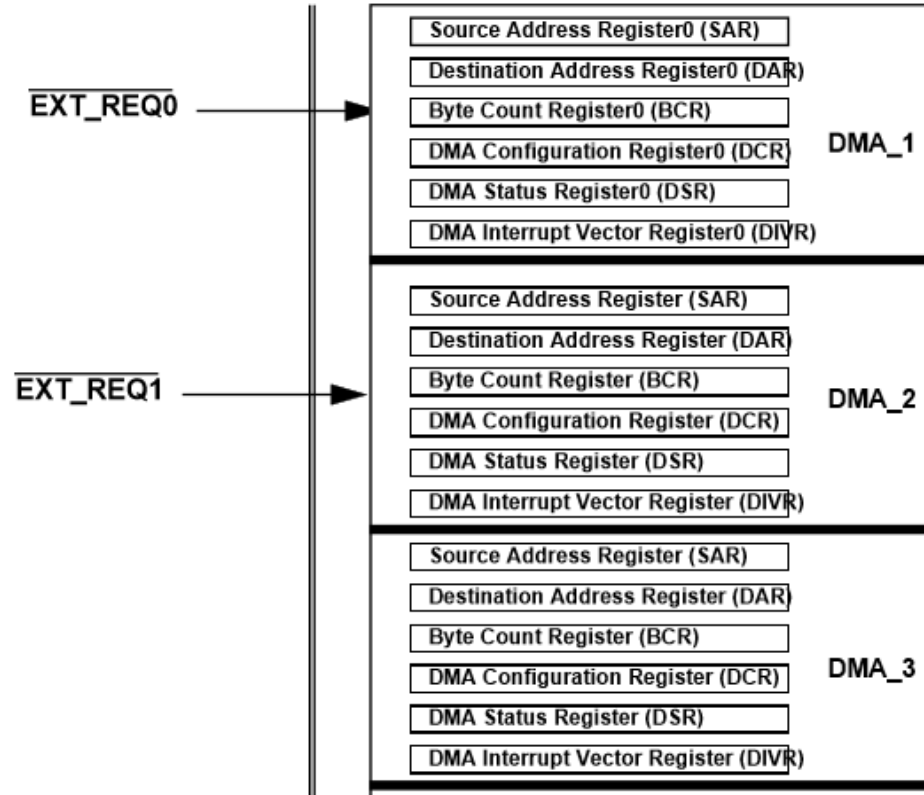 Source Address Register0 (SAR)
Destination Address Register0 (DAR)
EXT_REQ0
Byte Count Register0 (BCR)
DMA_1
DMA Configuration Register0 (DCR)
DMA Status Register0 (DSR)
DMA Interrupt Vector Register0 (DIVR)
Source Address Register (SAR)
Destination Address Register (DAR)
EXT_REQ1
Byte Count Register (BCR)
DMA_2
DMA Configuration Register (DCR)
DMA Status Register (DSR)
DMA Interrupt Vector Register (DIVR)
Source Address Register (SAR)
Destination Address Register (DAR)
Byte Count Register (BCR)
DMA_3
DMA Configuration Register (DCR)
DMA Status Register (DSR)
DMA Interrupt Vector Register (DIVR)